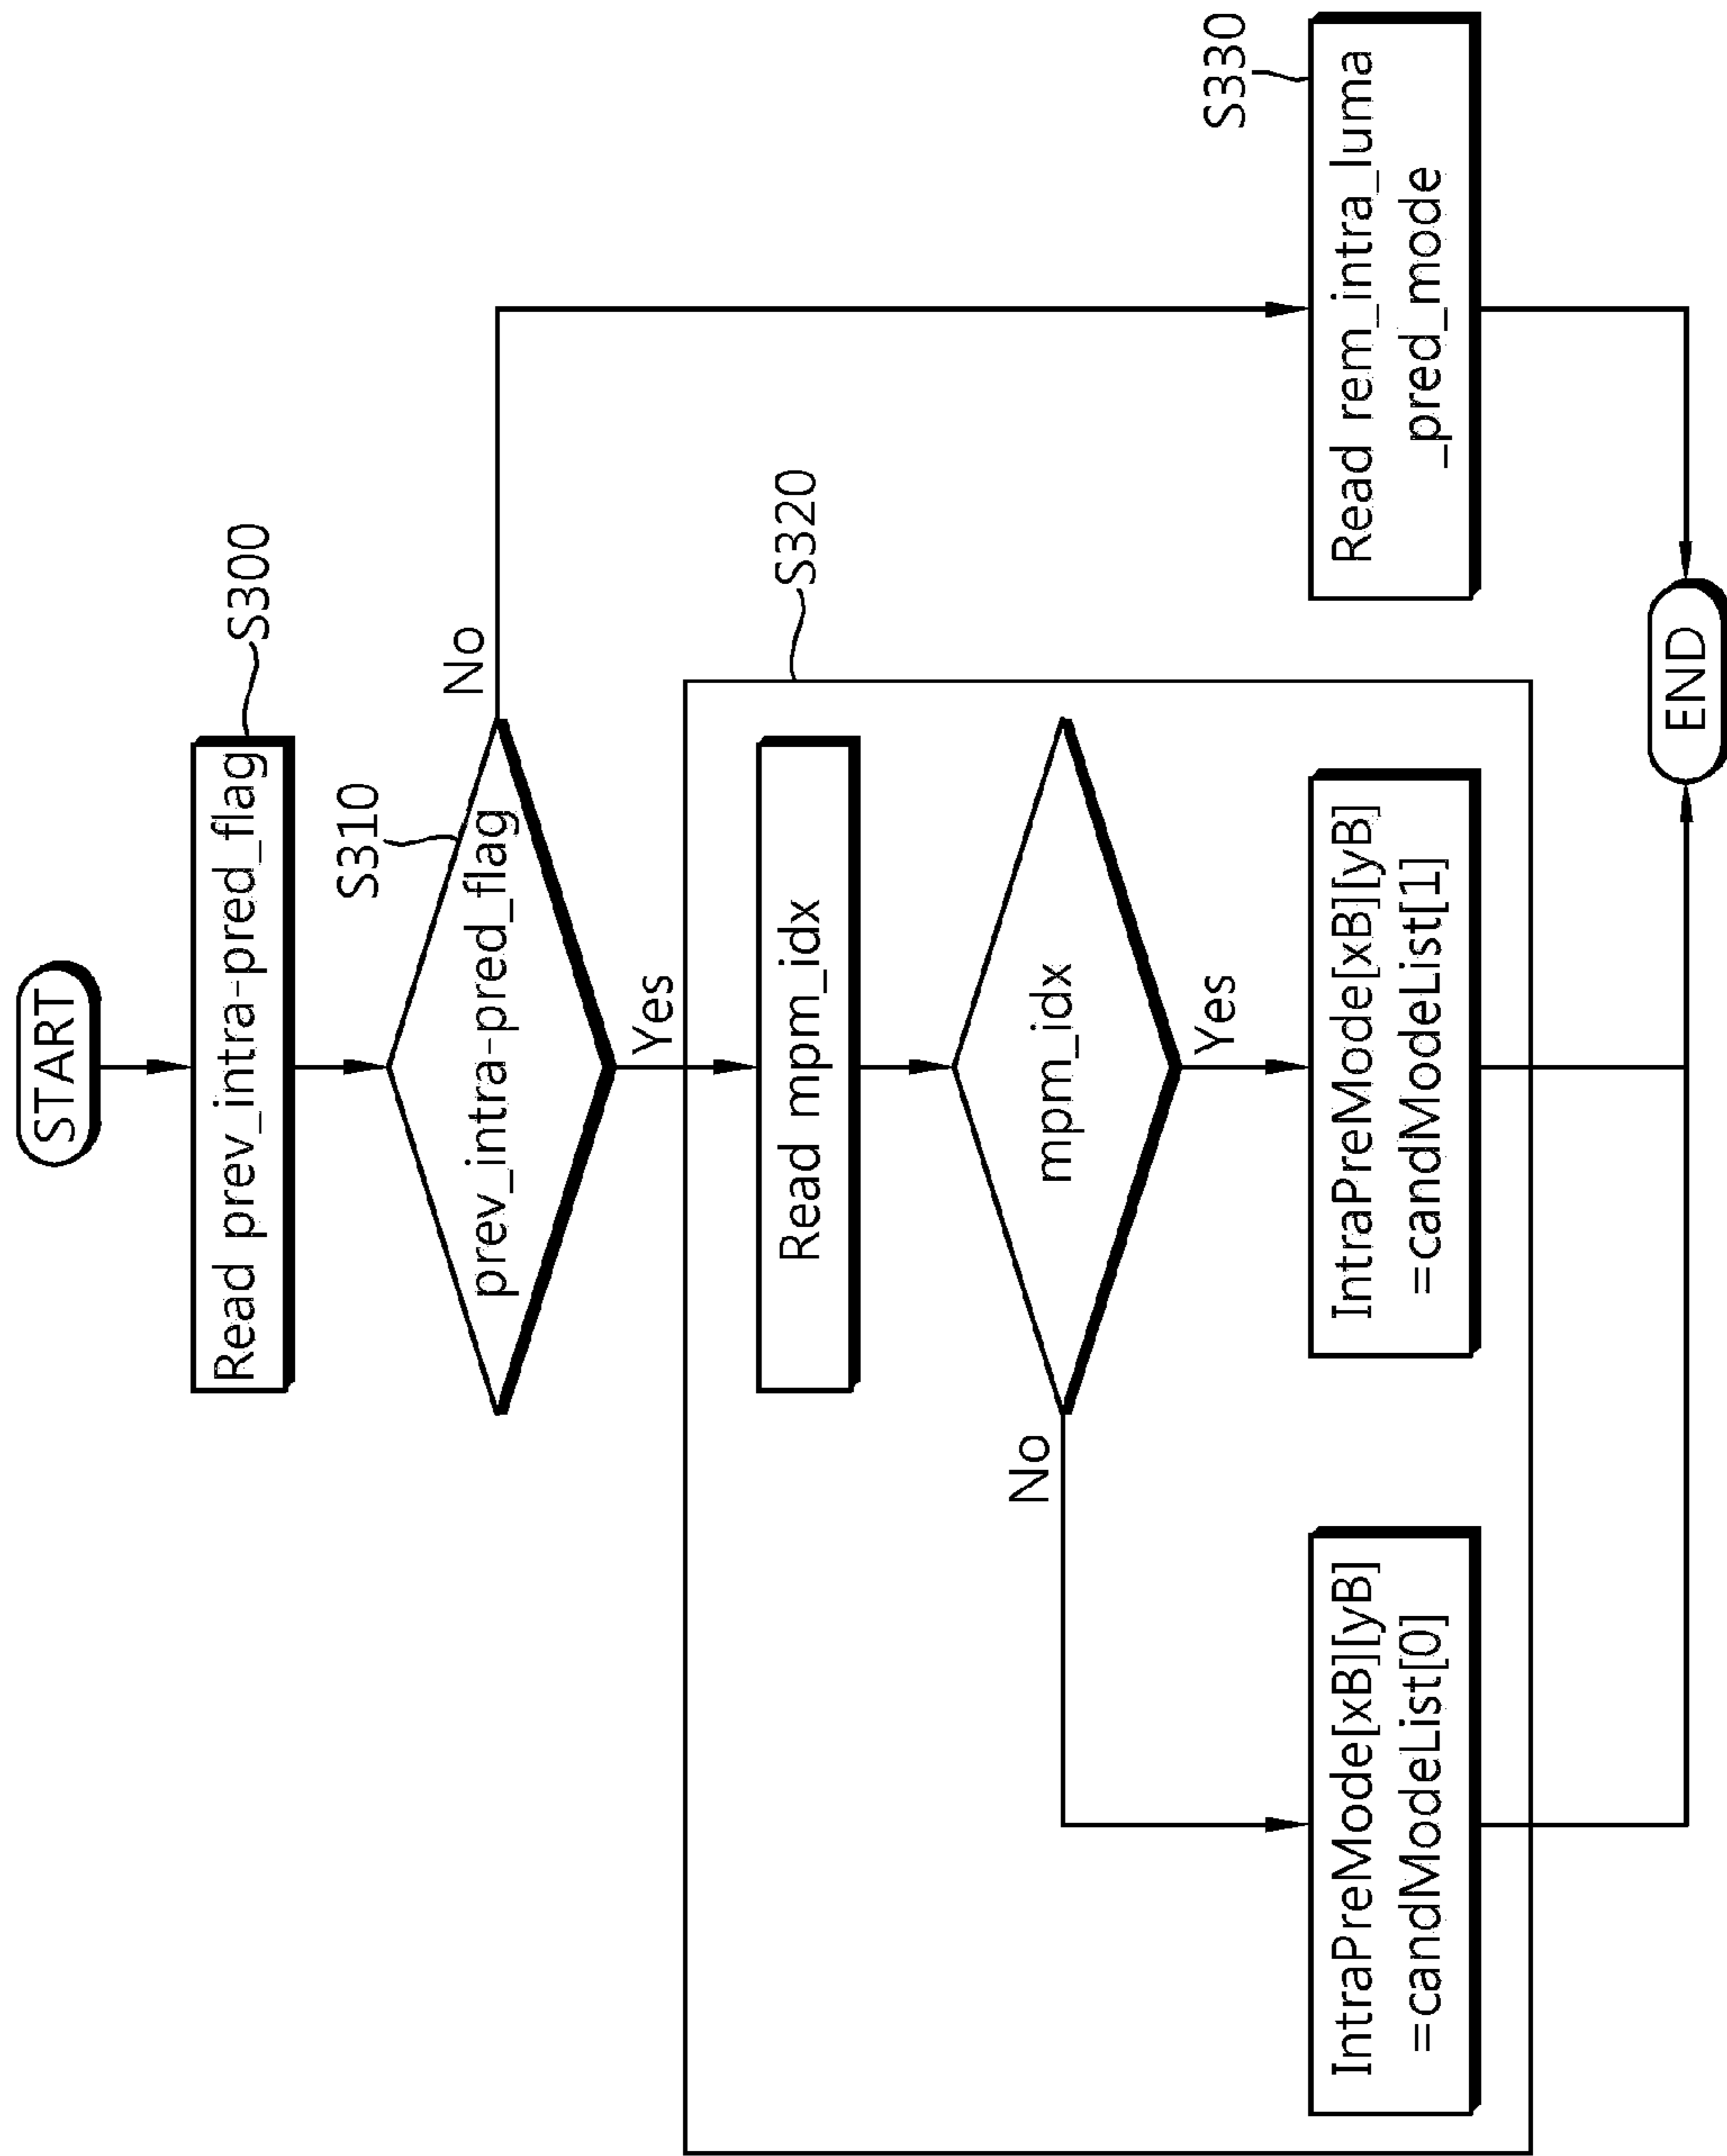 START
Read prev_intra-pred_flag
S300
S310
prev_intra-pred_flag
No
Yes
S320
Read mpm_idx
mpm_idx
No
Yes
IntraPreMode[xB][yB]
=candModeList[0]
IntraPreMode[xB][yB]
=candModeList[1]
S330
Read rem_intra_luma
_pred_mode
END